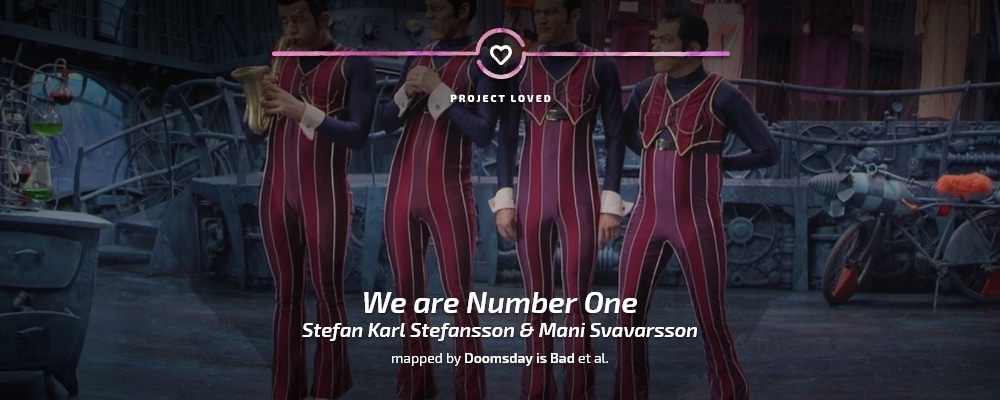 PROJECT LOVED
We are Number One
Stefan Karl Stefansson & Mani Svavarsson
mapped by Doomsday is Bad et al.